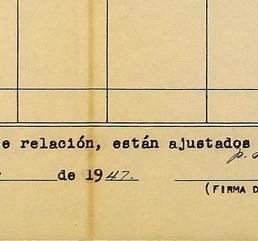 e relación, están ajustados
p.
de 1947.
(FIRMA D